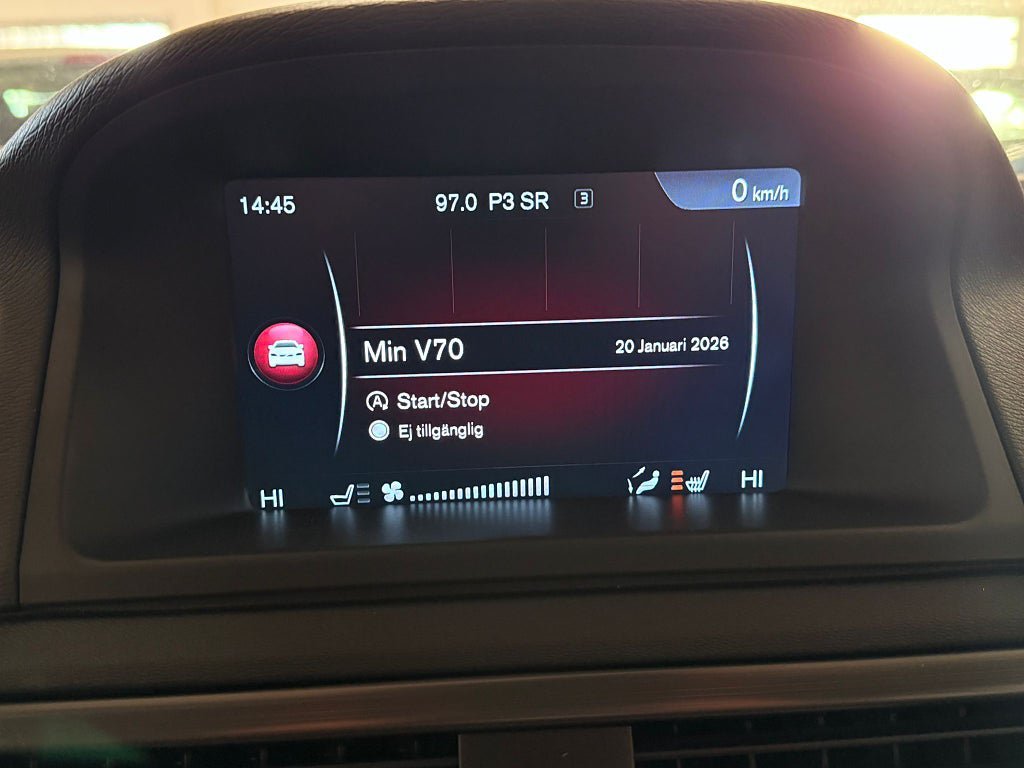 14:45 97.0 P3 SR 3 0 km/h
Min V70 20 Januari 2026
A Start/Stop
Ej tillgänglig
HI HI